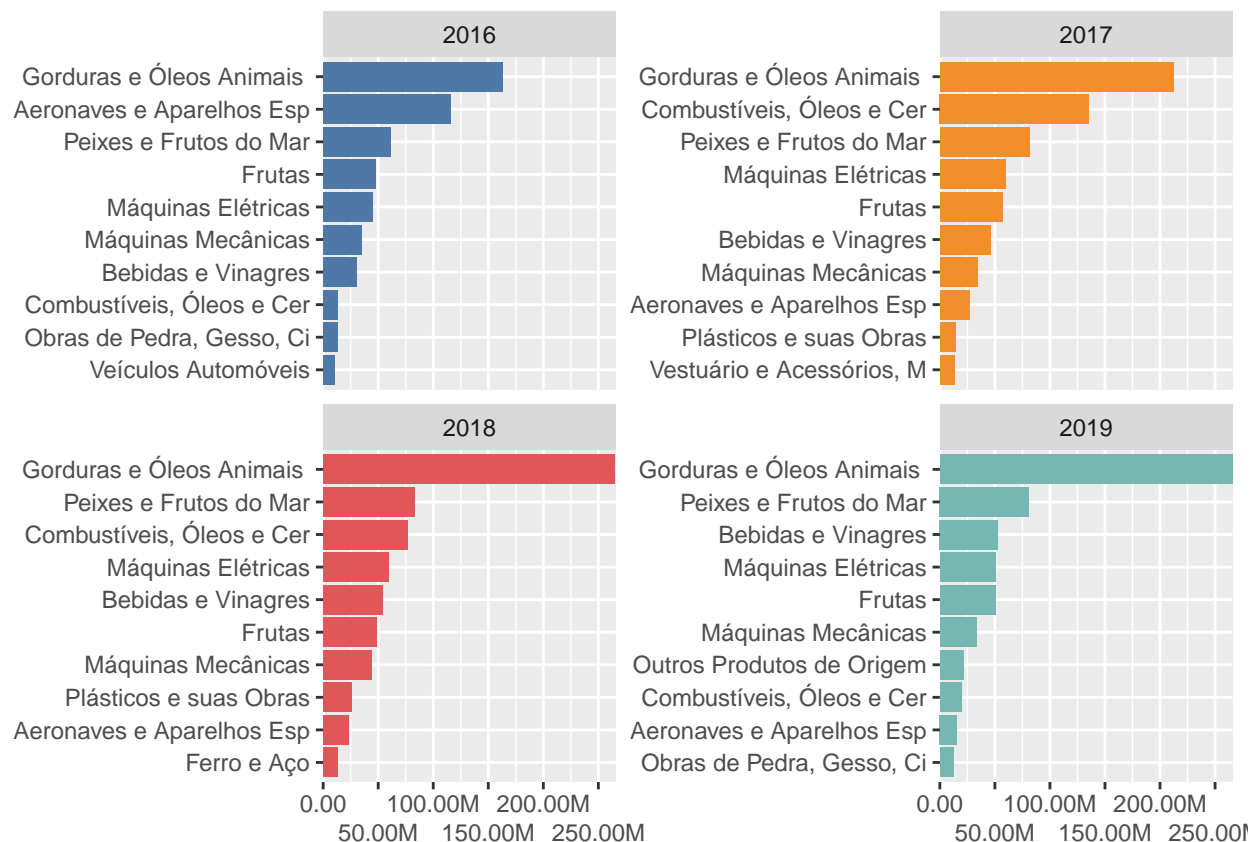 2016
Gorduras e Óleos Animais
Aeronaves e Aparelhos Esp
Peixes e Frutos do Mar
Frutas
Máquinas Elétricas
Máquinas Mecânicas
Bebidas e Vinagres
Combustíveis, Óleos e Cer
Obras de Pedra, Gesso, Ci
Veículos Automóveis
2017
Gorduras e Óleos Animais
Combustíveis, Óleos e Cer
Peixes e Frutos do Mar
Máquinas Elétricas
Frutas
Bebidas e Vinagres
Máquinas Mecânicas
Aeronaves e Aparelhos Esp
Plásticos e suas Obras
Vestuário e Acessórios, M
2018
Gorduras e Óleos Animais
Peixes e Frutos do Mar
Combustíveis, Óleos e Cer
Máquinas Elétricas
Bebidas e Vinagres
Frutas
Máquinas Mecânicas
Plásticos e suas Obras
Aeronaves e Aparelhos Esp
Ferro e Aço
0.00 100.00M 200.00M
50.00M 150.00M 250.00M
2019
Gorduras e Óleos Animais
Peixes e Frutos do Mar
Bebidas e Vinagres
Máquinas Elétricas
Frutas
Máquinas Mecânicas
Outros Produtos de Origem
Combustíveis, Óleos e Cer
Aeronaves e Aparelhos Esp
Obras de Pedra, Gesso, Ci
0.00 100.00M 200.00M
50.00M 150.00M 250.00M